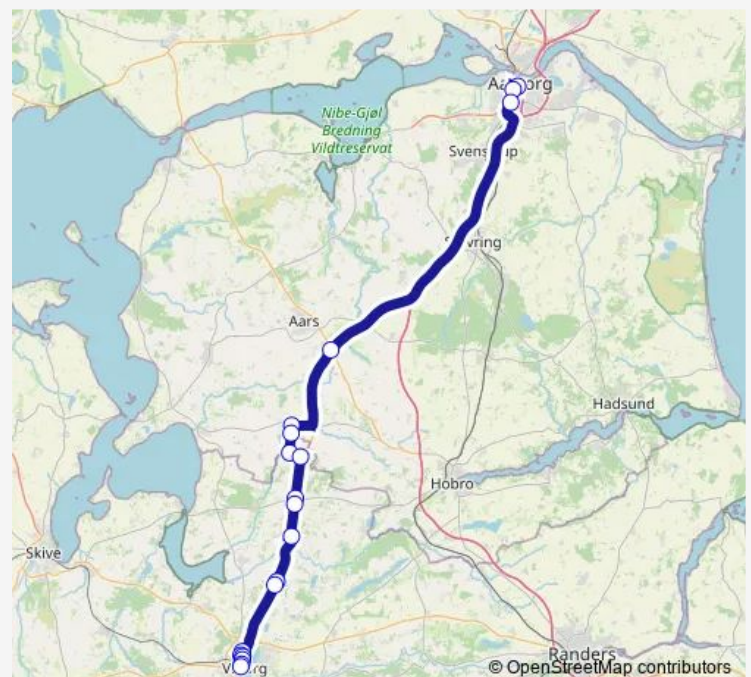 Aalborg
Nibe-Gjøl
Bredning
Vildtreservat
Svenstrup
Støvring
Aars
Hadsund
Hobro
Skive
Randers
Viborg
© OpenStreetMap contributors